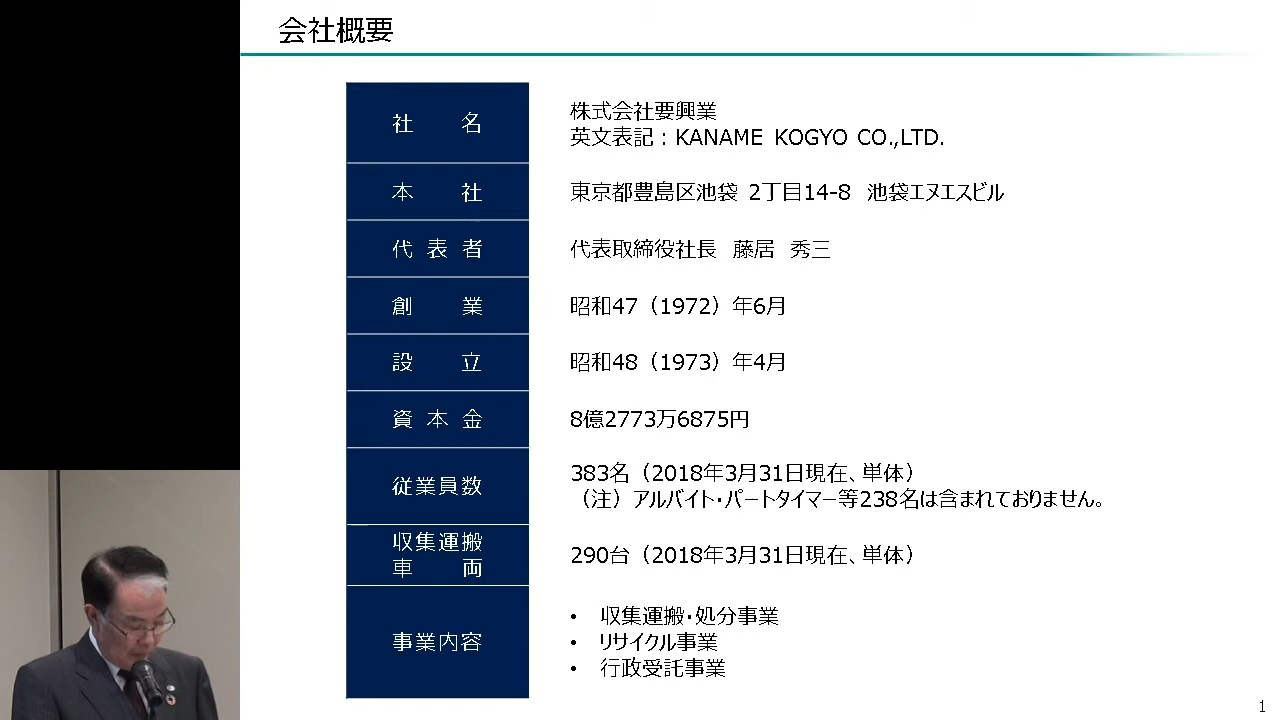 会社概要
社　名
株式会社要興業
英文表記：KANAME KOGYO CO.,LTD.
本　社
東京都豊島区池袋 2丁目14-8　池袋エヌエスビル
代 表 者
代表取締役社長　藤居　秀三
創　業
昭和47（1972）年6月
設　立
昭和48（1973）年4月
資 本 金
8億2773万6875円
従業員数
383名（2018年3月31日現在、単体）
（注）アルバイト・パートタイマー等238名は含まれておりません。
収集運搬
車　両
290台（2018年3月31日現在、単体）
事業内容
• 収集運搬・処分事業
• リサイクル事業
• 行政受託事業
1